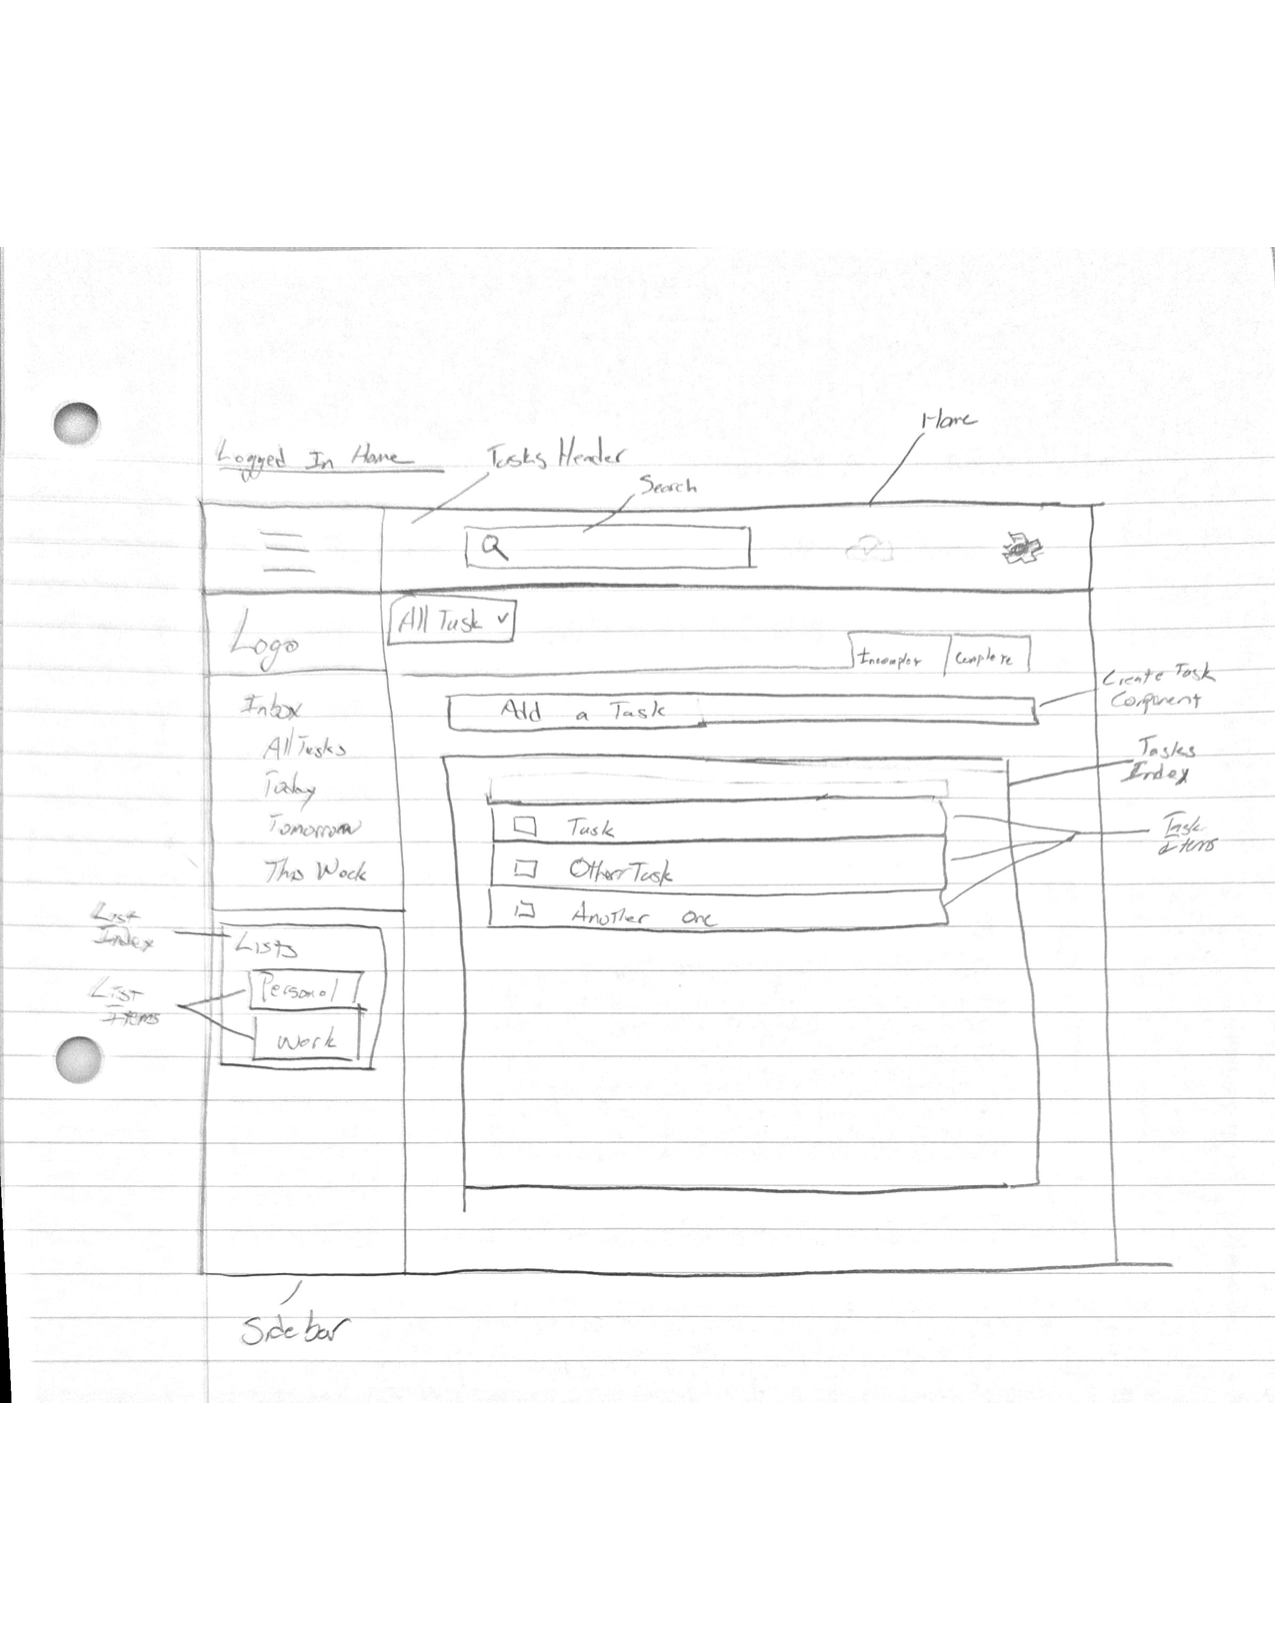 Home
Logged In Home
Tasks Header
Search
Logo
All Task
Incomplete
Complete
Create Task
Component
Inbox
Add a Task
All Tasks
Tasks
Index
Today
Tomorrow
Task
Task
Items
This Week
Other Task
List
Index
Another One
Lists
List
Items
Personal
Work
Sidebar